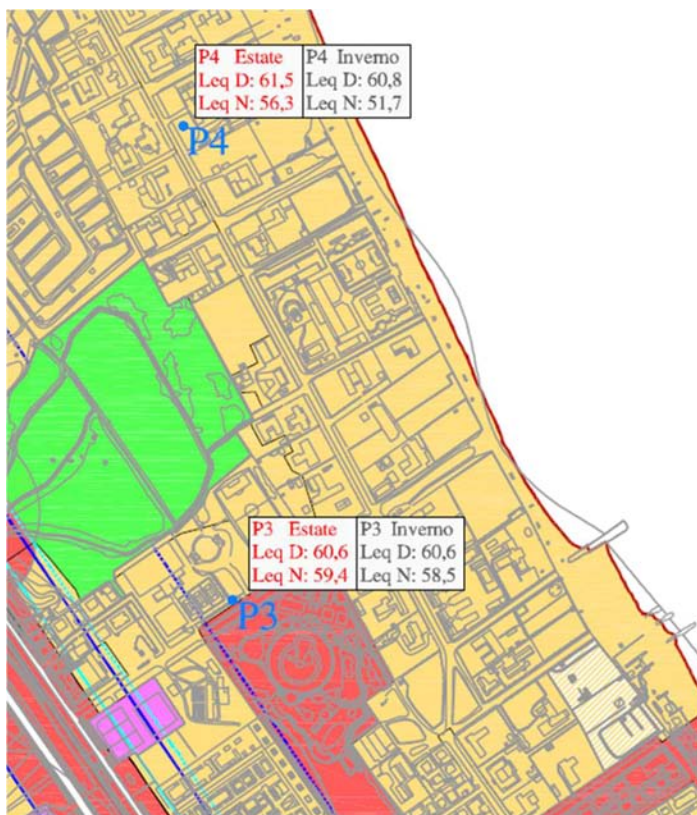 P4 Estate P4 Inverno
Leq D: 61,5 Leq D: 60,8
Leq N: 56,3 Leq N: 51,7
P4
P3 Estate P3 Inverno
Leq D: 60,6 Leq D: 60,6
Leq N: 59,4 Leq N: 58,5
P3